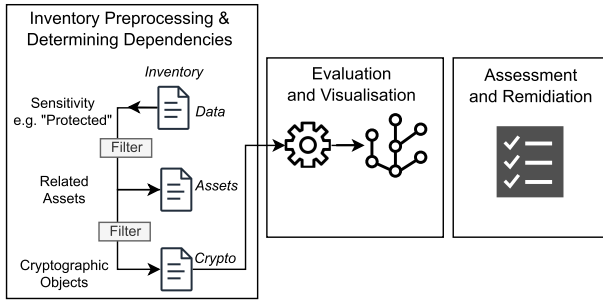 Inventory Preprocessing &
Determining Dependencies
Inventory
Sensitivity
e.g. "Protected"
Data
Filter
Related
Assets
Assets
Filter
Cryptographic
Objects
Crypto
Evaluation
and Visualisation
Assessment
and Remidiation